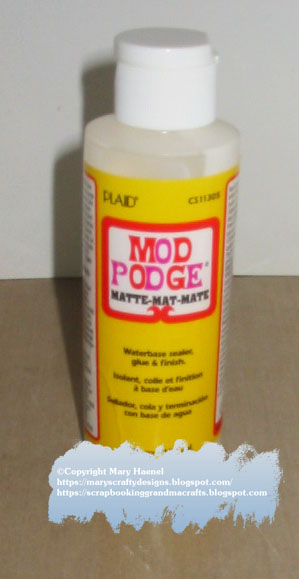 PLAID® CS11305
MOD
PODGE®
MATTE-MAT-MATE
Waterbase sealer,
glue & finish.
Isolant, colle et finition
à base d'eau
Sellador, cola y terminación
con base de agua
©Copyright Mary Haenel
https://maryscraftydesigns.blogspot.com/
https://scrapbookinggrandmacrafts.blogspot.com